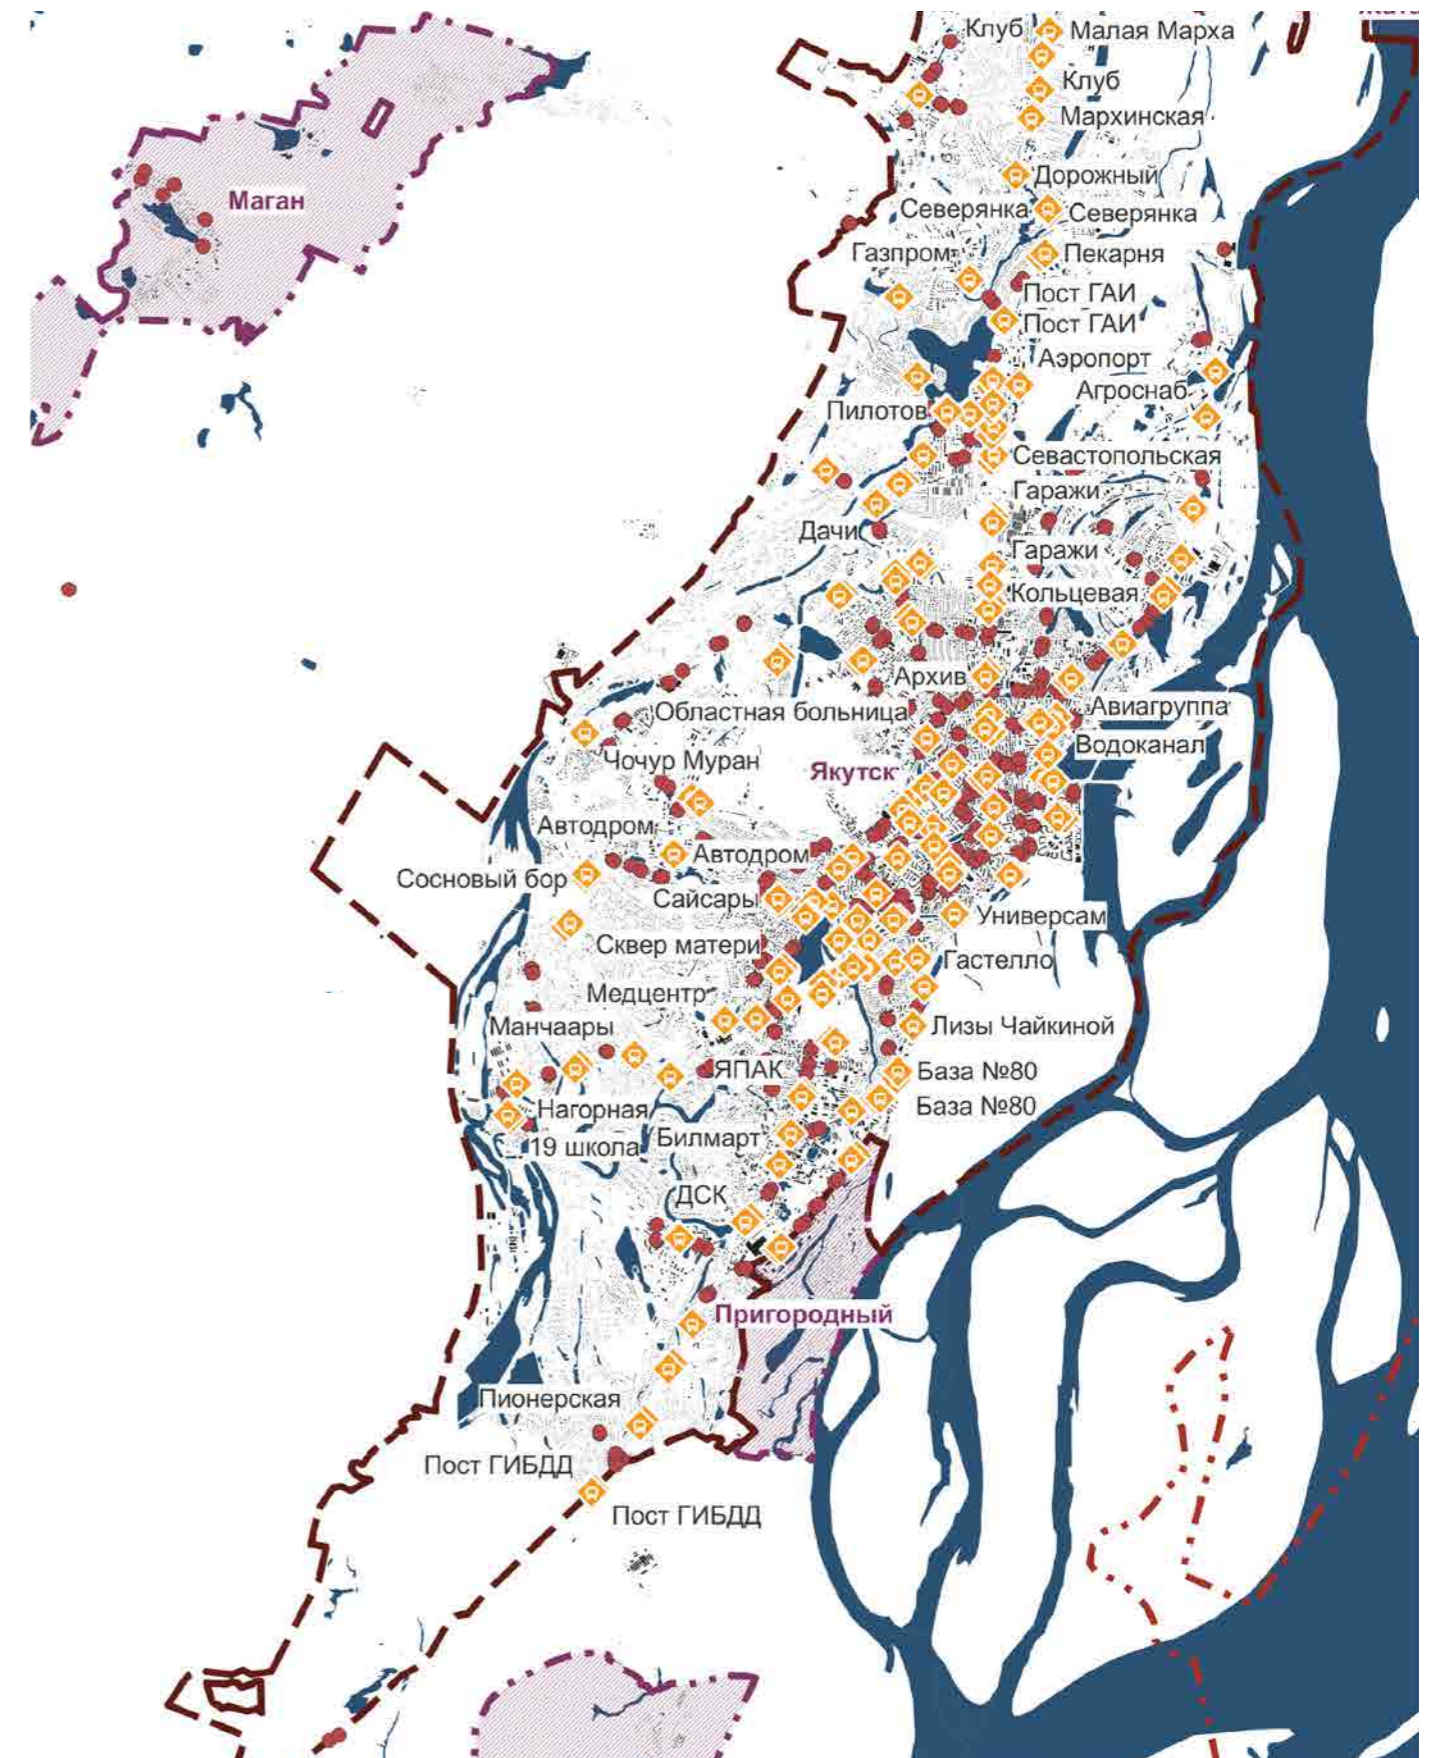 Клуб
Малая Марха
Клуб
Мархинская
Дорожный
Маган
Северянка
Северянка
Газпром
Пекарня
Пост ГАИ
Пост ГАИ
Аэропорт
Агроснаб
Пилотов
Севастопольская
Гаражи
Дачи
Гаражи
Кольцевая
Архив
Областная больница
Авиагруппа
Водоканал
Чочур Муран
Якутск
Автодром
Автодром
Сосновый бор
Сайсары
Универсам
Сквер матери
Гастелло
Медцентр
Манчаары
Лизы Чайкиной
ЯПАК
База №80
База №80
Нагорная
19 школа
Билмарт
ДСК
Пригородный
Пионерская
Пост ГИБДД
Пост ГИБДД